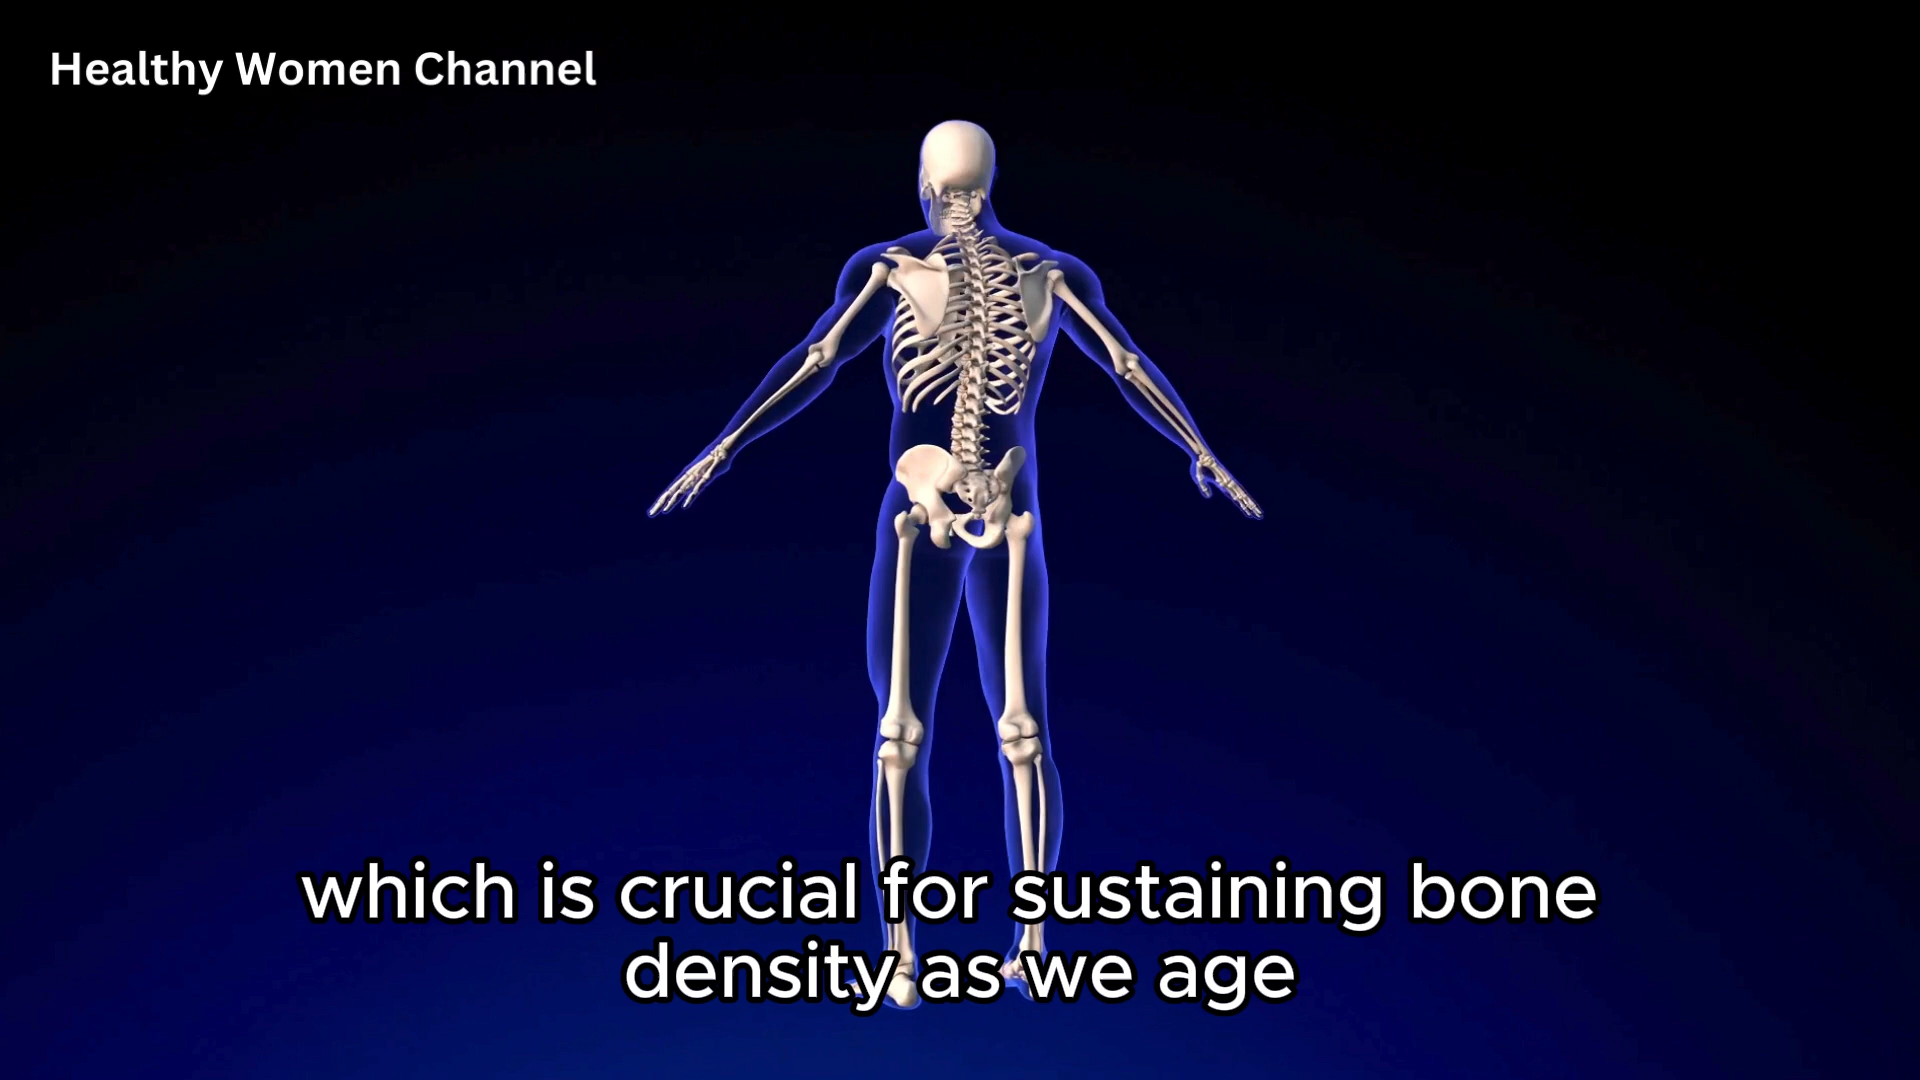 Healthy Women Channel
which is crucial for sustaining bone
density as we age